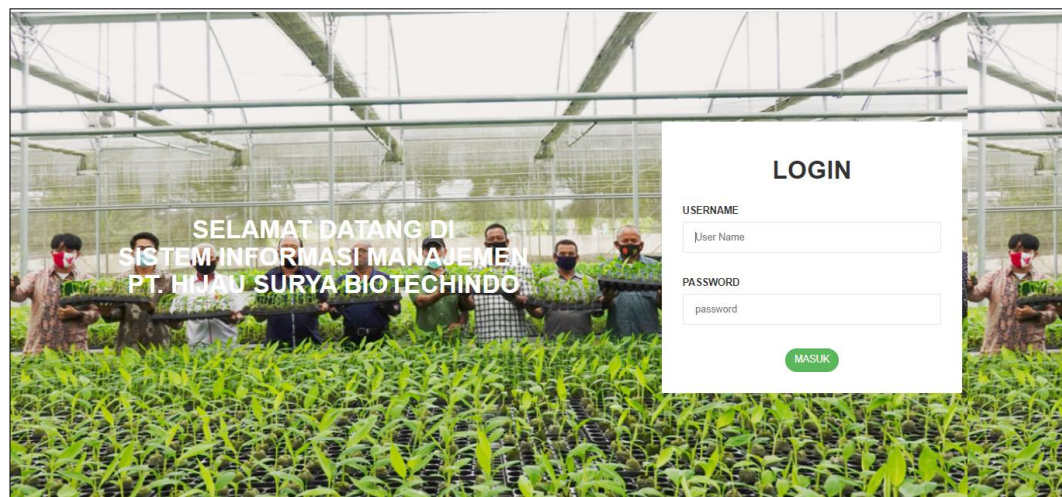 SELAMAT DATANG DI
SISTEM INFORMASI MANAJEMEN
PT. HIJAU SURYA BIOTECHINDO
LOGIN
USERNAME
User Name
PASSWORD
password
MASUK